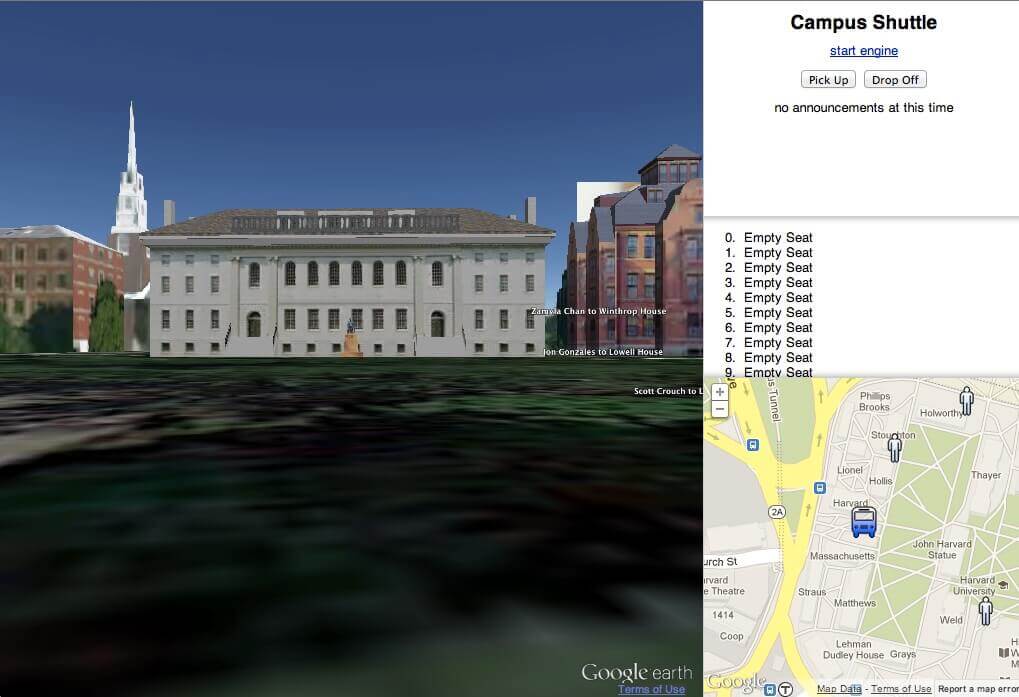 Zamyla Chan to Winthrop House
Jon Gonzales to Lowell House
Scott Crouch to L
Google earth
Terms of Use
Campus Shuttle
start engine
Pick Up
Drop Off
no announcements at this time
0. Empty Seat
1. Empty Seat
2. Empty Seat
3. Empty Seat
4. Empty Seat
5. Empty Seat
6. Empty Seat
7. Empty Seat
8. Empty Seat
9. Empty Seat
+
−
ye
us Tunnel
Phillips
Brooks
Holworthy
Stoughton
Lionel
Hollis
Thayer
2A
Harvard
John Harvard
Statue
Massachusetts
urch St
arvard
e Theatre
Straus
Matthews
Harvard
University
1414
Coop
Weld
Lehman
Dudley House
Grays
H
W
M
Google
T
Map Data - Terms of Use
Report a map error